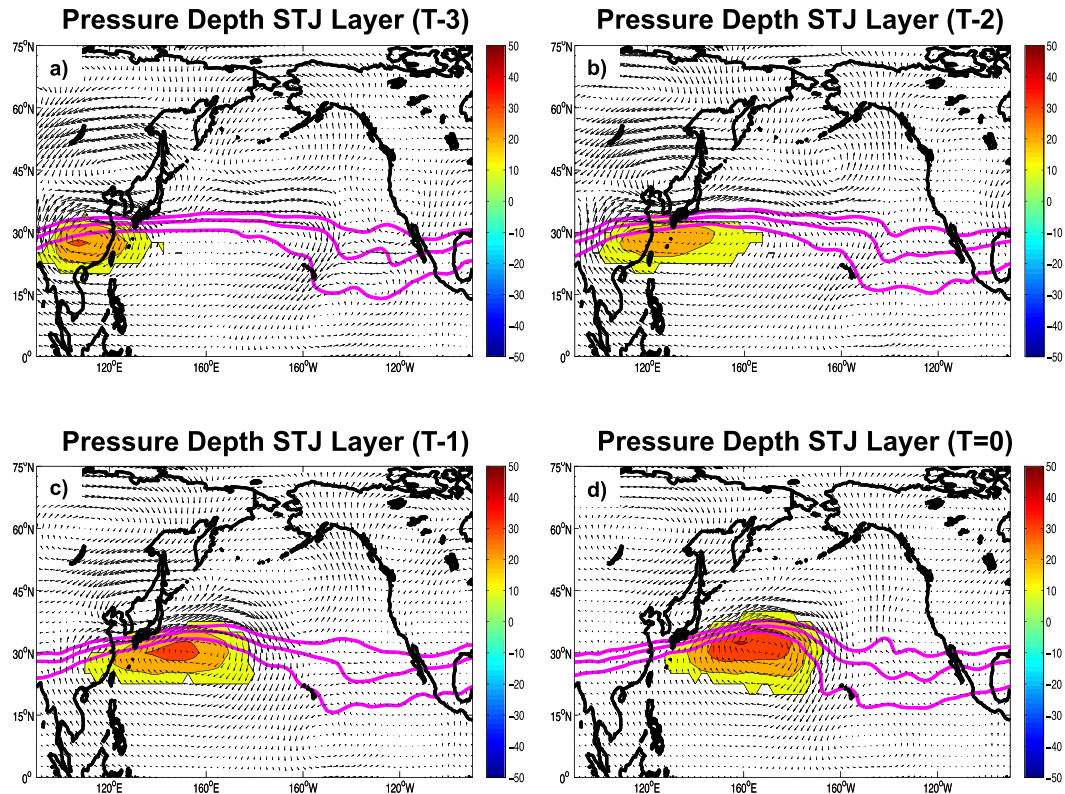 Pressure Depth STJ Layer (T-3)
Pressure Depth STJ Layer (T-2)
a)
75°N
60°N
45°N
30°N
15°N
0°
120°E
160°E
160°W
120°W
50
40
30
20
10
0
−10
−20
−30
−40
−50
b)
75°N
60°N
45°N
30°N
15°N
0°
120°E
160°E
160°W
120°W
50
40
30
20
10
0
−10
−20
−30
−40
−50
Pressure Depth STJ Layer (T-1)
Pressure Depth STJ Layer (T=0)
c)
75°N
60°N
45°N
30°N
15°N
0°
120°E
160°E
160°W
120°W
50
40
30
20
10
0
−10
−20
−30
−40
−50
d)
75°N
60°N
45°N
30°N
15°N
0°
120°E
160°E
160°W
120°W
50
40
30
20
10
0
−10
−20
−30
−40
−50